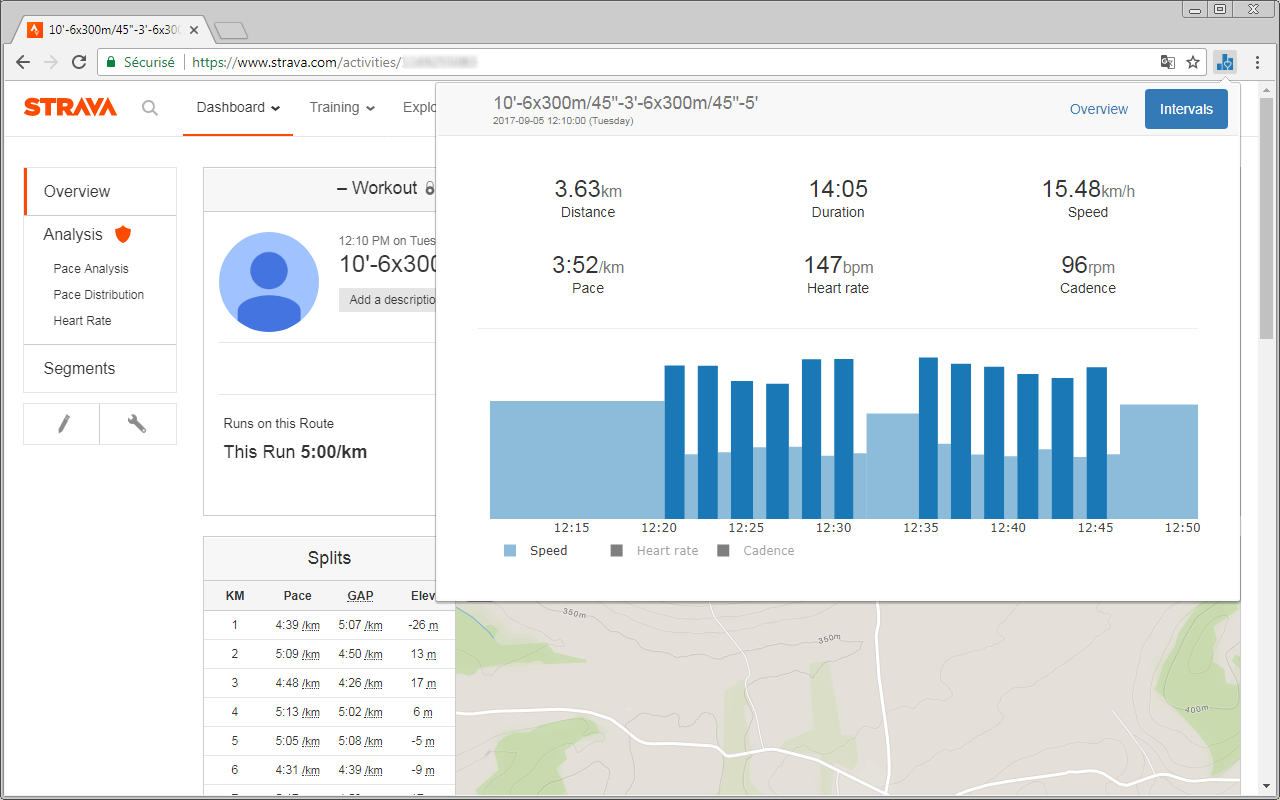 10'-6x300m/45"-3'-6x300
Sécurisé
https://www.strava.com/activities/
STRAVA
Dashboard
Training
Explo
10'-6x300m/45"-3'-6x300m/45"-5'
2017-09-05 12:10:00 (Tuesday)
Overview
Intervals
3.63km
Distance
14:05
Duration
15.48km/h
Speed
3:52/km
Pace
147bpm
Heart rate
96rpm
Cadence
12:15
12:20
12:25
12:30
12:35
12:40
12:45
12:50
Speed
Heart rate
Cadence
Overview
Analysis
Pace Analysis
Pace Distribution
Heart Rate
Segments
– Workout
12:10 PM on Tues
10'-6x300
Add a descriptio
Runs on this Route
This Run 5:00/km
Splits
KM Pace GAP Elev
1 4:39 /km 5:07 /km -26 m
2 5:09 /km 4:50 /km 13 m
3 4:48 /km 4:26 /km 17 m
4 5:13 /km 5:02 /km 6 m
5 5:05 /km 5:08 /km -5 m
6 4:31 /km 4:39 /km -9 m
350m
350m
400m